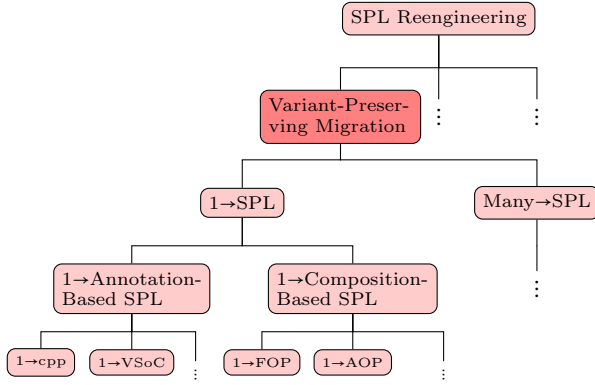 SPL Reengineering
Variant-Preser-
ving Migration
⋮
⋮
1→SPL
Many→SPL
1→Annotation-
Based SPL
1→Composition-
Based SPL
⋮
1→cpp
1→VSoC
⋮
1→FOP
1→AOP
⋮